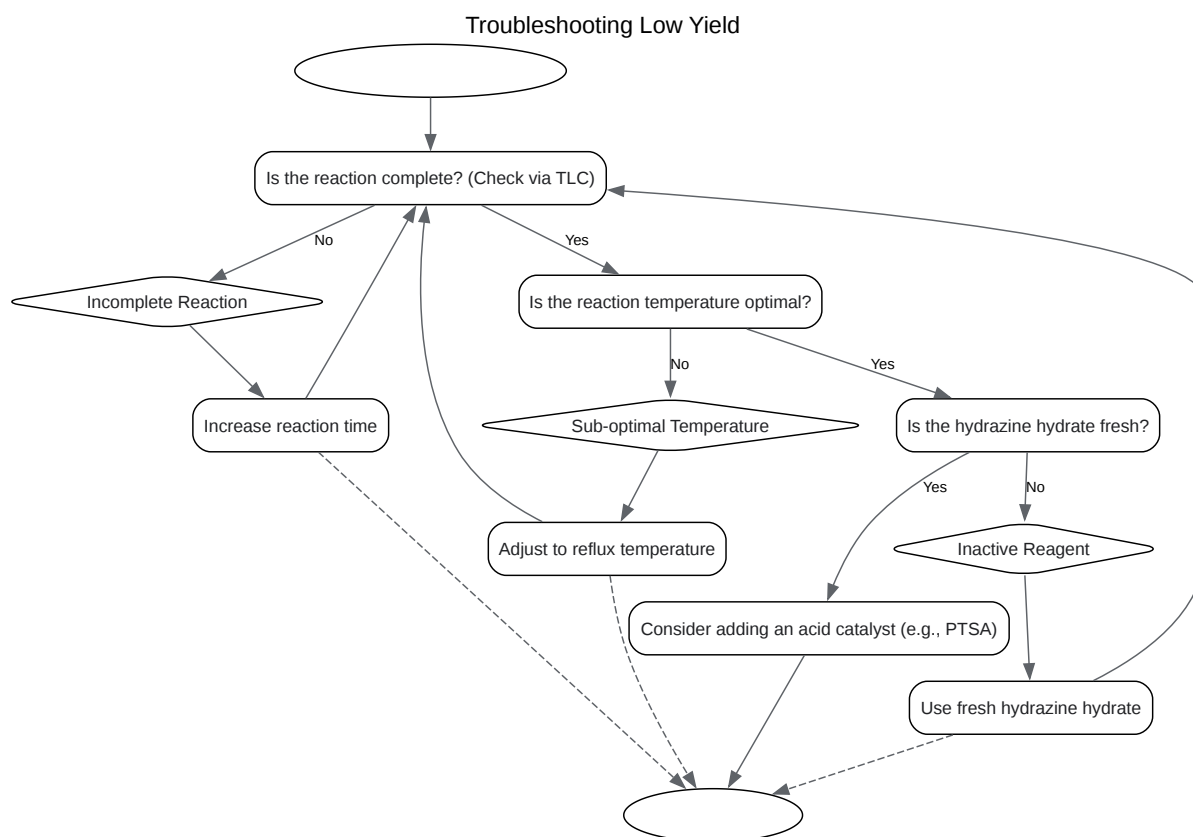 Troubleshooting Low Yield
Is the reaction complete? (Check via TLC)
No
Yes
Incomplete Reaction
Is the reaction temperature optimal?
No
Yes
Increase reaction time
Sub-optimal Temperature
Is the hydrazine hydrate fresh?
Yes
No
Adjust to reflux temperature
Inactive Reagent
Consider adding an acid catalyst (e.g., PTSA)
Use fresh hydrazine hydrate